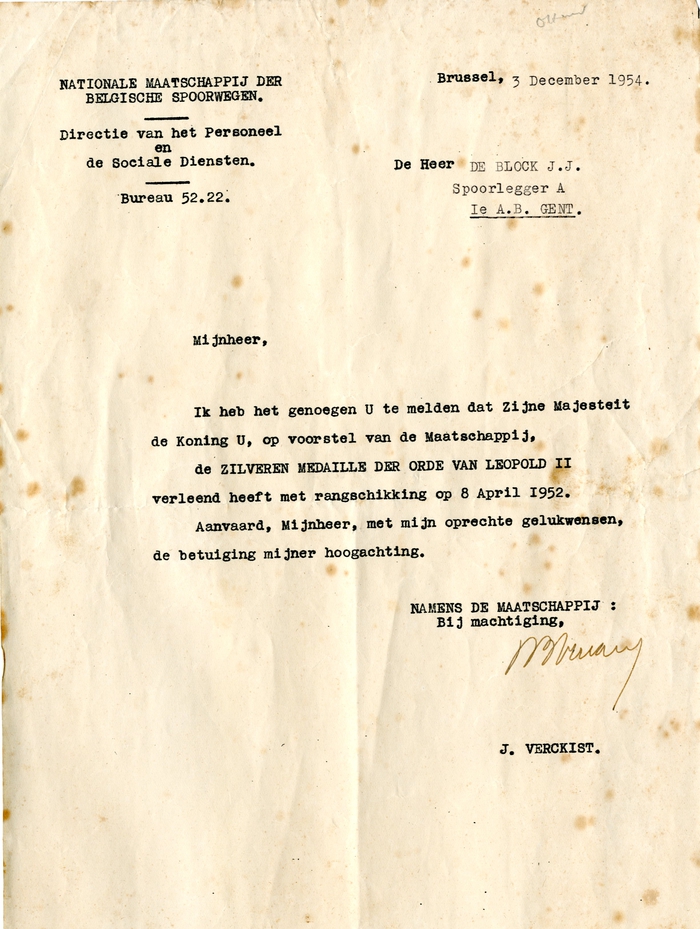 NATIONALE MAATSCHAPPIJ DER
BELGISCHE SPOORWEGEN.
Directie van het Personeel
en
de Sociale Diensten.
Bureau 52.22.
Brussel, 3 December 1954.
De Heer DE BLOCK J.J.
Spoorlegger A
Ie A.B. GENT.
Mijnheer,
Ik heb het genoegen U te melden dat Zijne Majesteit
de Koning U, op voorstel van de Maatschappij,
de ZILVEREN MEDAILLE DER ORDE VAN LEOPOLD II
verleend heeft met rangschikking op 8 April 1952.
Aanvaard, Mijnheer, met mijn oprechte gelukwensen,
de betuiging mijner hoogachting.
NAMENS DE MAATSCHAPPIJ :
Bij machtiging,
J. VERCKIST.